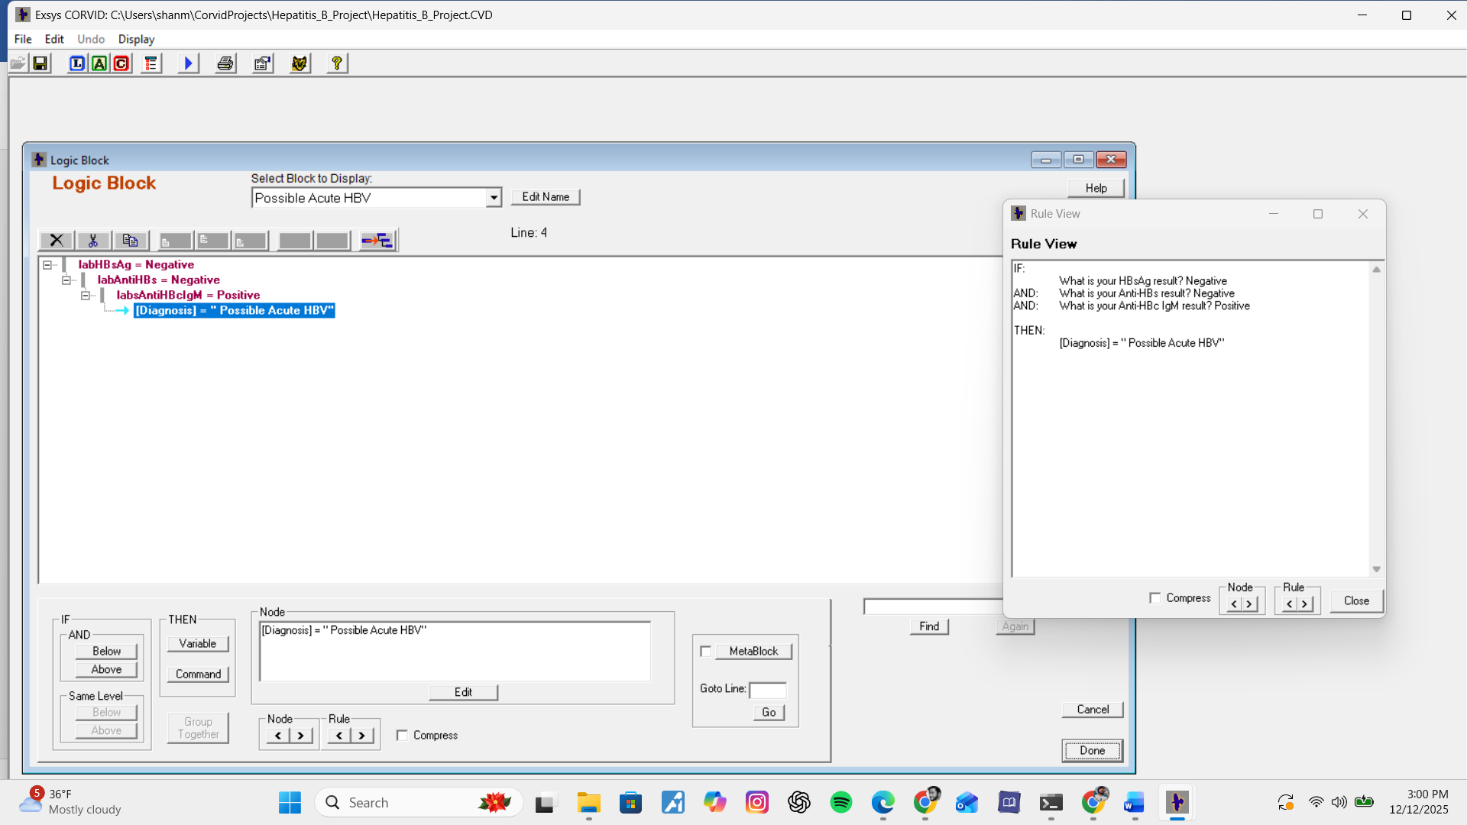 Exsys CORVID: C:\Users\shanm\CorvidProjects\Hepatitis_B_Project\Hepatitis_B_Project.CVD
File Edit Undo Display
L A C
Logic Block
Logic Block
Select Block to Display:
Possible Acute HBV
Edit Name
Help
Line: 4
labHBsAg = Negative
labAntiHBs = Negative
labsAntiHBcIgM = Positive
[Diagnosis] = " Possible Acute HBV"
Rule View
Rule View
IF:
What is your HBsAg result? Negative
AND: What is your Anti-HBs result? Negative
AND: What is your Anti-HBc IgM result? Positive
THEN:
[Diagnosis] = " Possible Acute HBV"
Compress
Node
< >
Rule
< >
Close
IF
AND
Below
Above
Same Level
Below
Above
THEN
Variable
Command
Group
Together
Node
[Diagnosis] = " Possible Acute HBV"
Edit
Node
< >
Rule
< >
Compress
MetaBlock
Goto Line:
Go
Find
Again
Cancel
Done
5
36°F
Mostly cloudy
Search
3:00 PM
12/12/2025